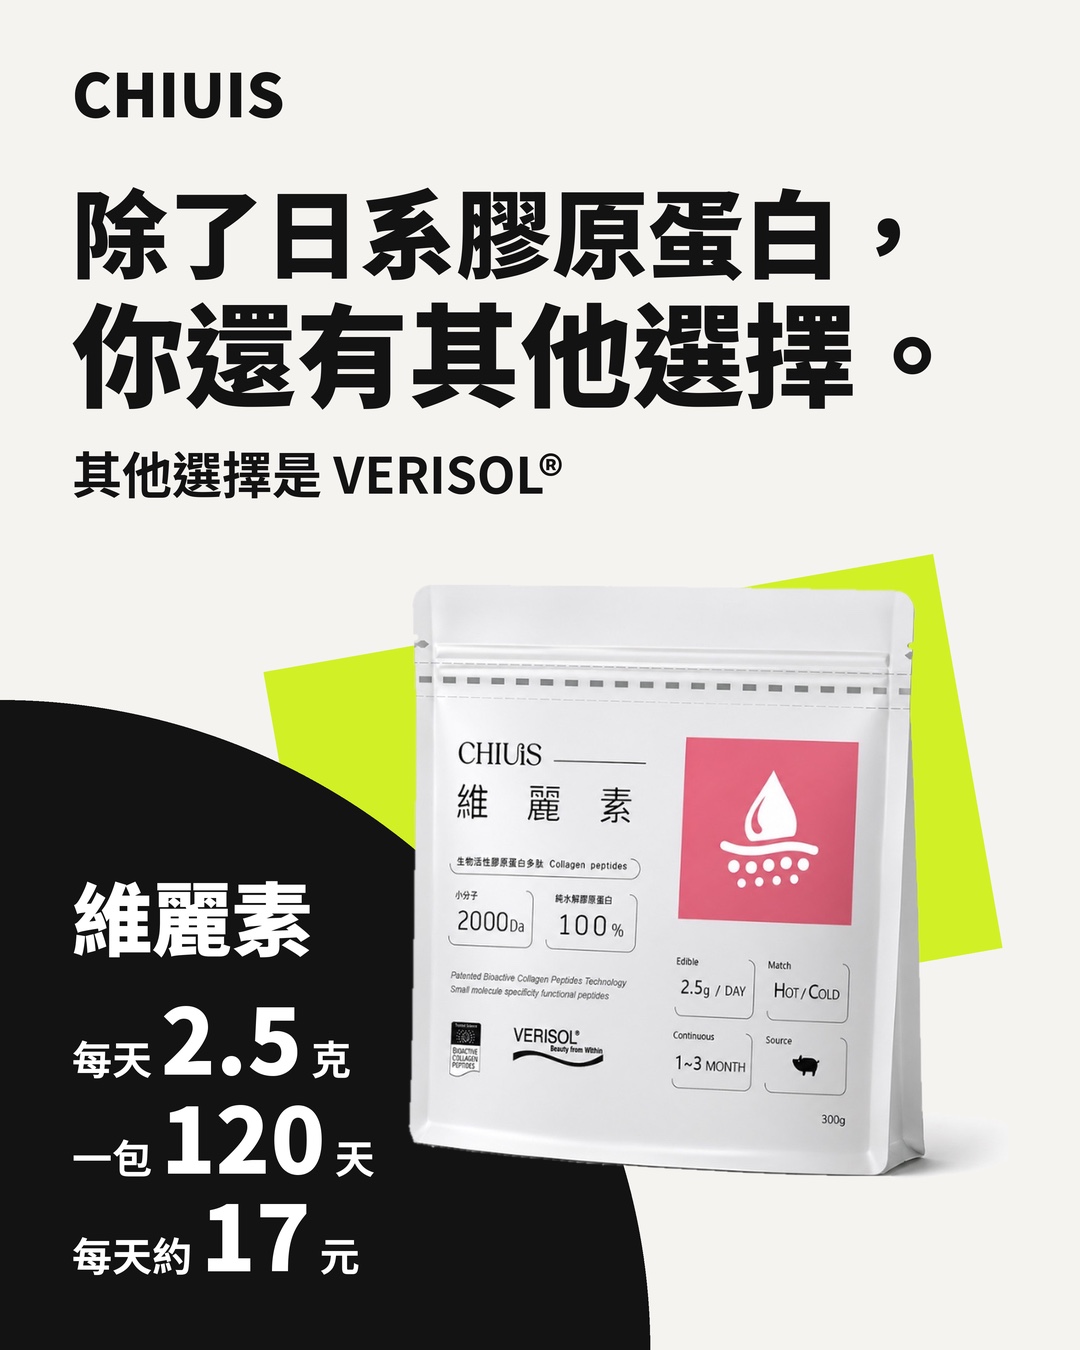 CHIUIS
除了日系膠原蛋白，
你還有其他選擇。
其他選擇是 VERISOL®
CHIUiS
維麗素
生物活性膠原蛋白多肽 Collagen peptides
小分子
2000Da
純水解膠原蛋白
100%
Patented Bioactive Collagen Peptides Technology
Small molecule specificity functional peptides
BIOACTIVE
COLLAGEN
PEPTIDES
VERISOL®
Beauty from Within
Edible
2.5g / DAY
Match
HOT/COLD
Continuous
1~3 MONTH
Source
300g
維麗素
每天 2.5 克
一包 120 天
每天約 17 元